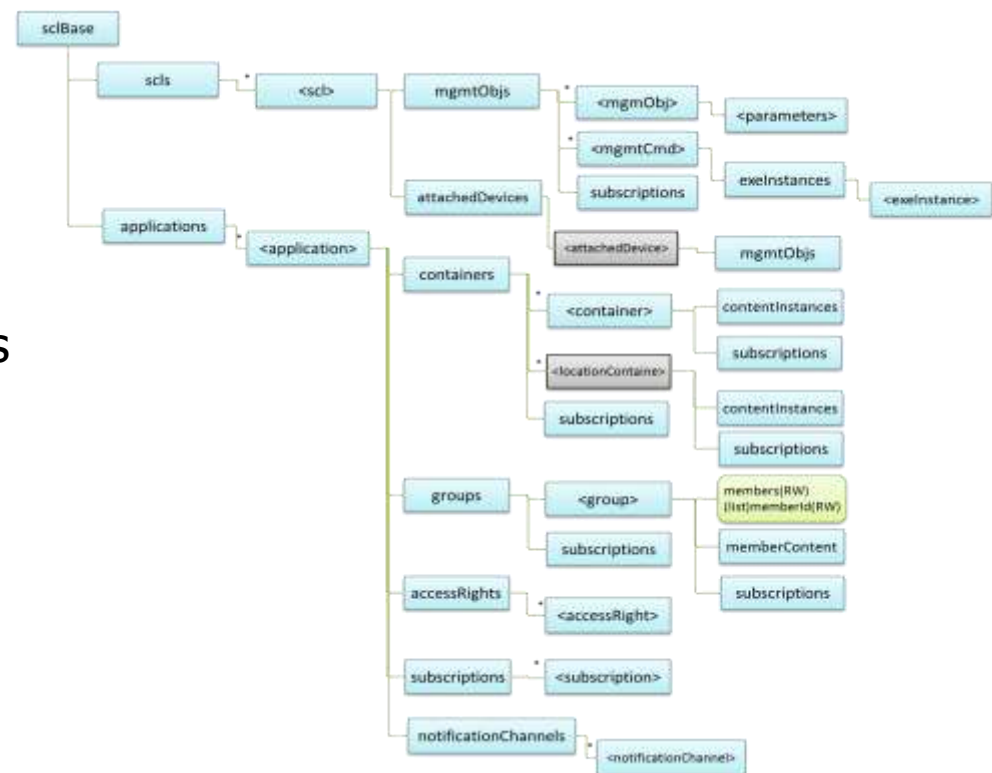 sclBase
scls
*
<scl>
mgmtObjs
*
<mgmObj>
<parameters>
*
<mgmtCmd>
exeInstances
<exeInstance>
subscriptions
attachedDevices
<attachedDevice>
mgmtObjs
applications
*
<application>
containers
*
<container>
contentInstances
subscriptions
s
*
<locationContaine>
contentInstances
subscriptions
subscriptions
groups
<group>
members(RW)
(list)memberId(RW)
memberContent
subscriptions
subscriptions
accessRights
*
<accessRight>
subscriptions
*
<subscription>
notificationChannels
*
<notificationChannel>